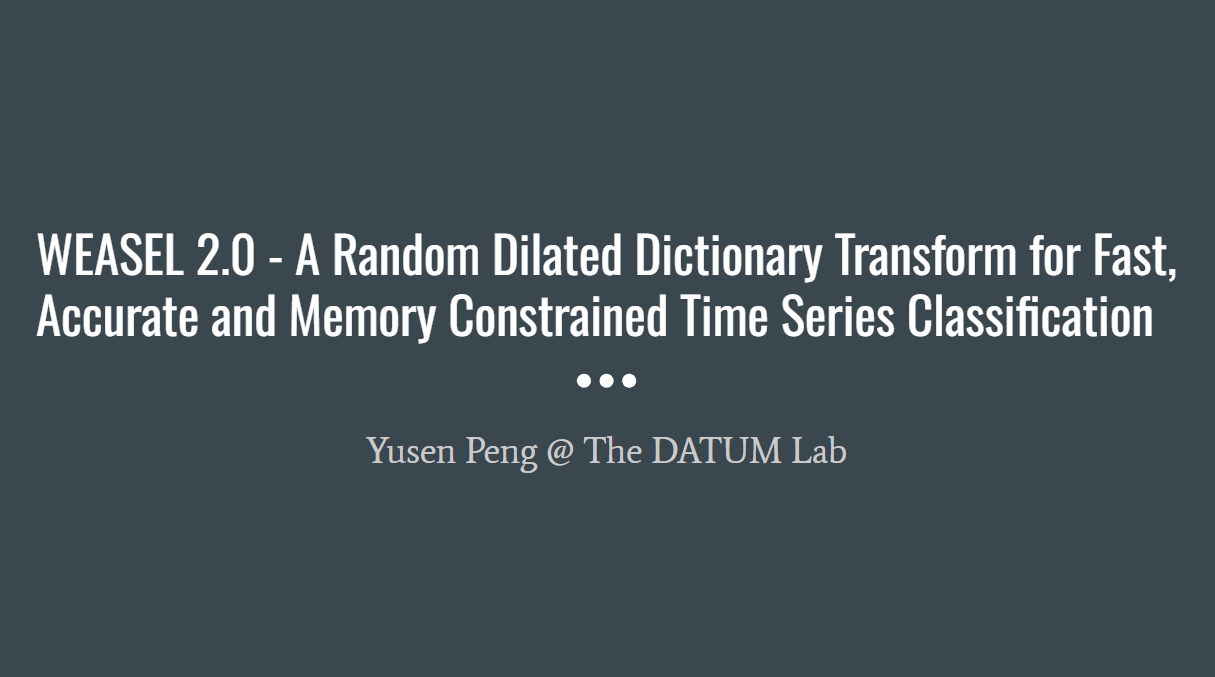 WEASEL 2.0 - A Random Dilated Dictionary Transform for Fast,
Accurate and Memory Constrained Time Series Classification
Yusen Peng @ The DATUM Lab